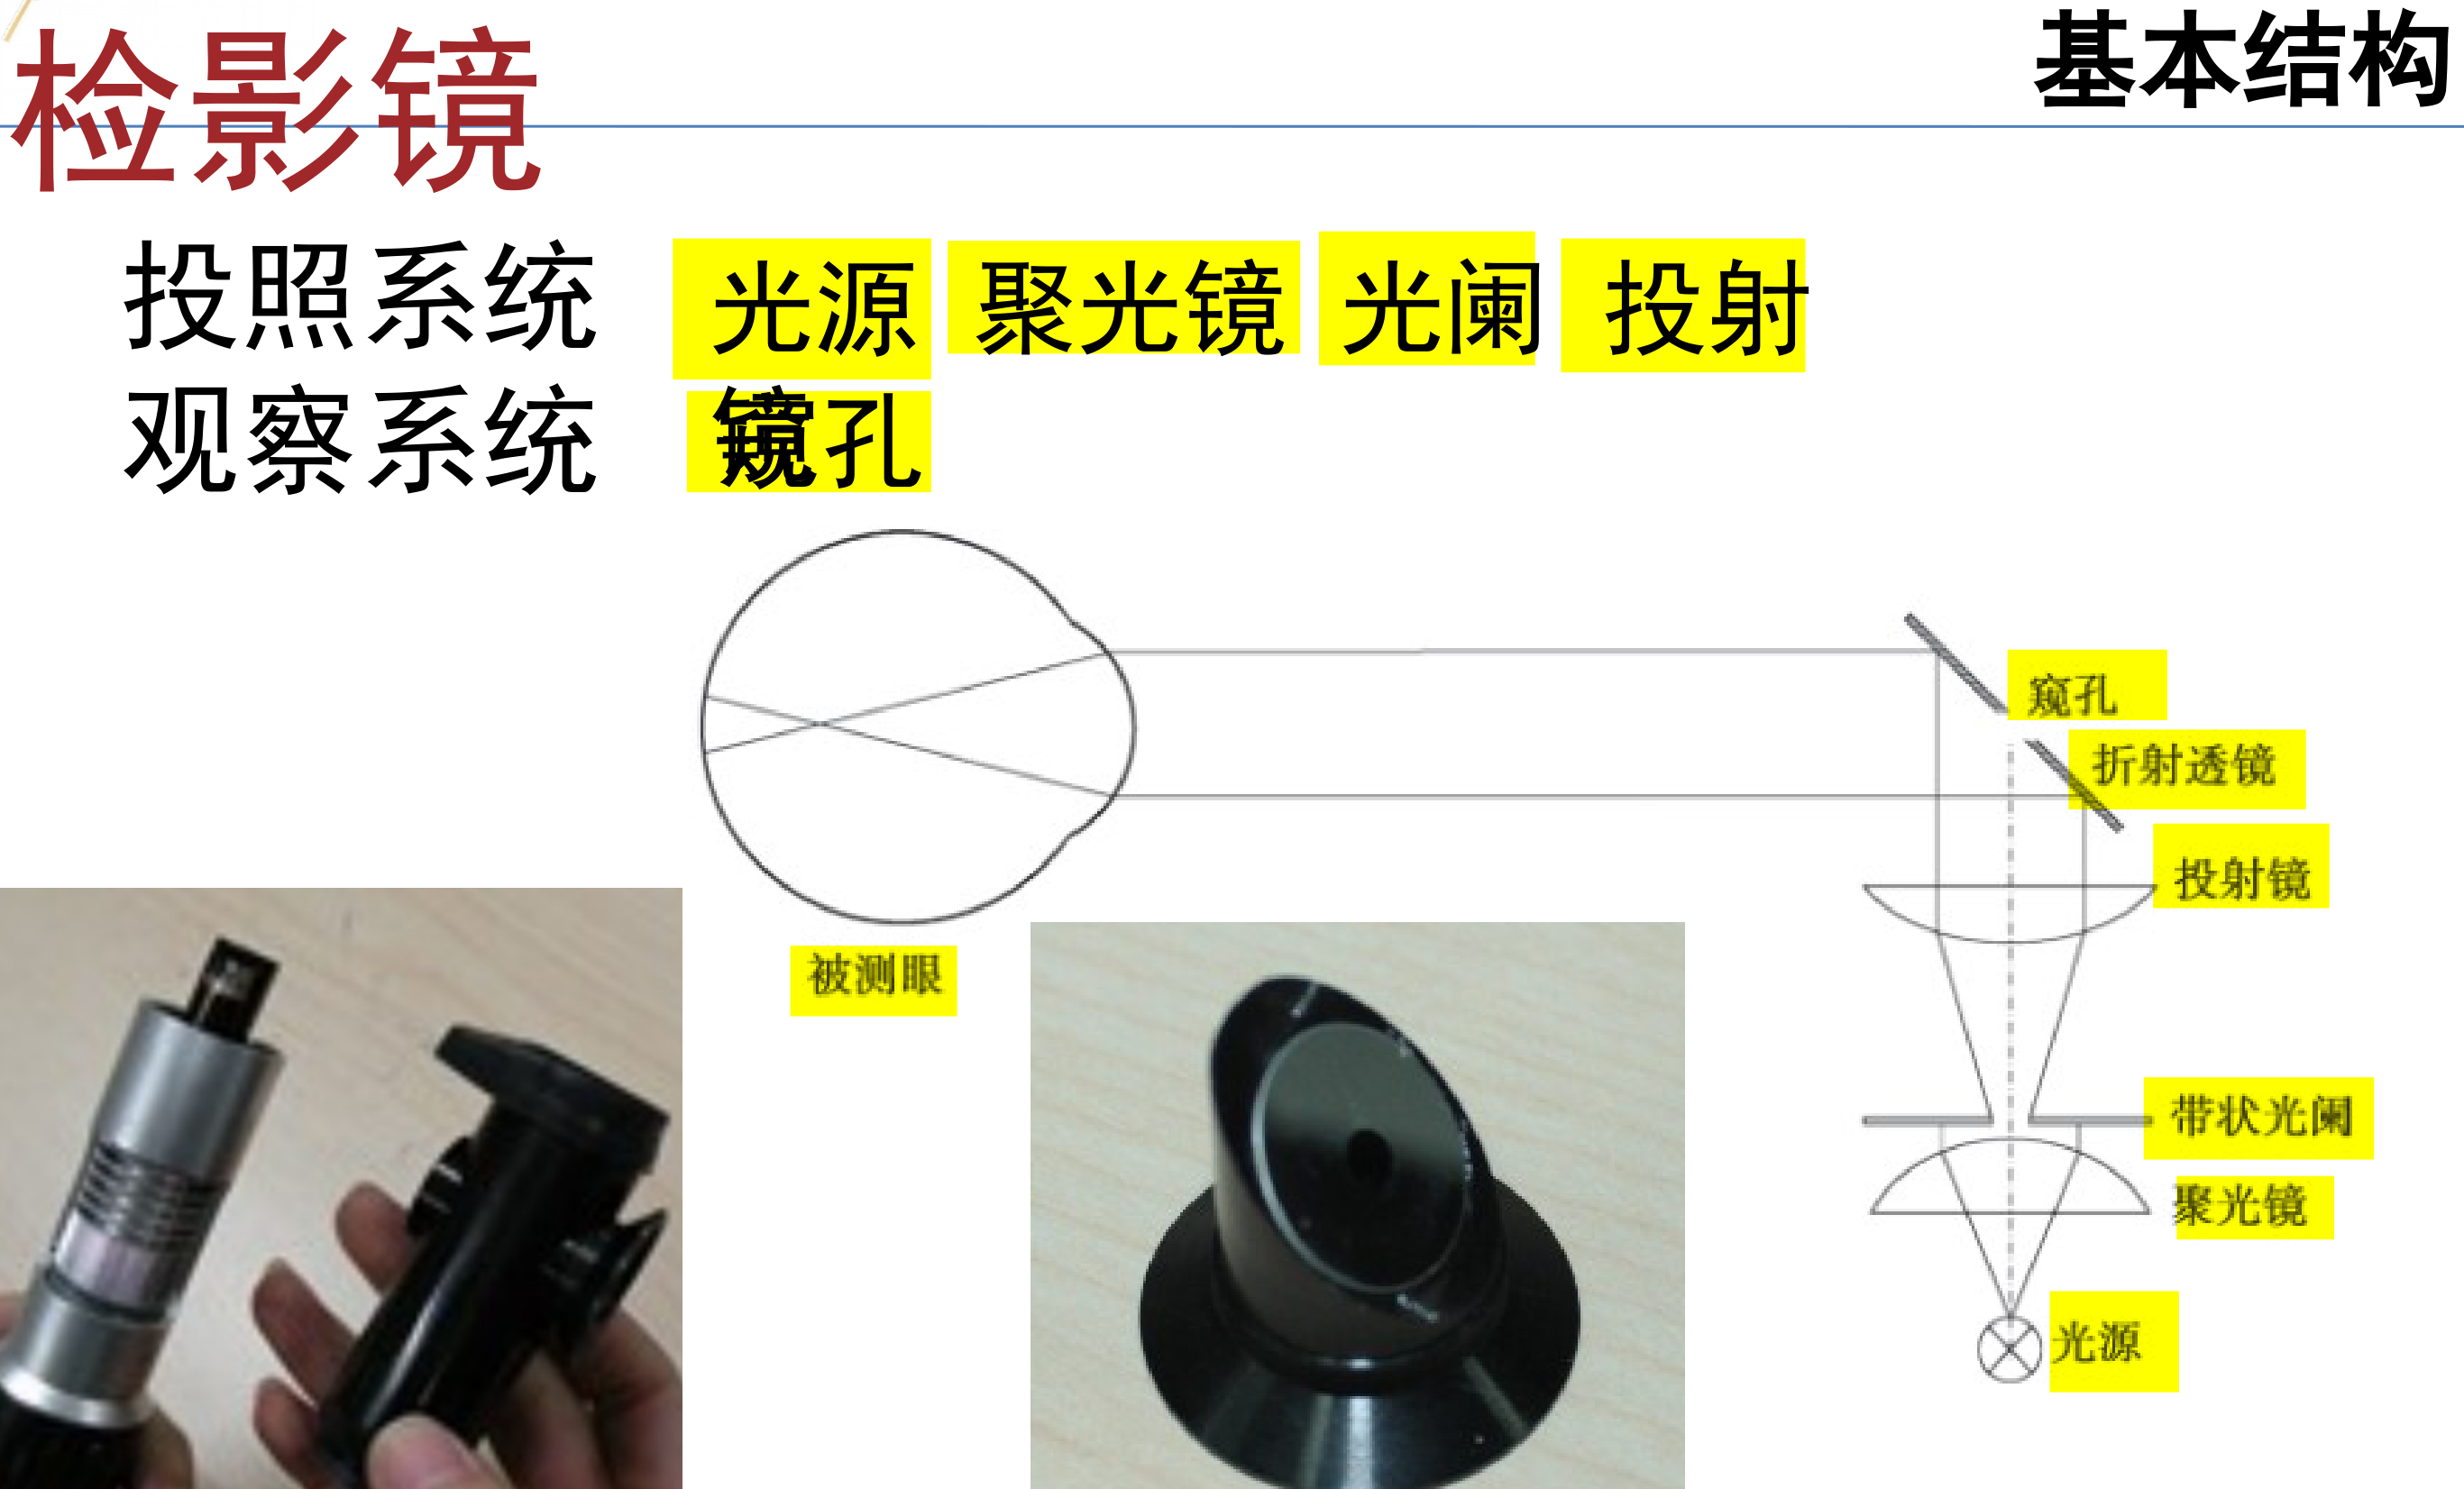 检影镜
基本结构
投照系统 光源 聚光镜 光阑 投射镜
观察系统 窥孔
窥孔
折射透镜
投射镜
被测眼
带状光阑
聚光镜
光源